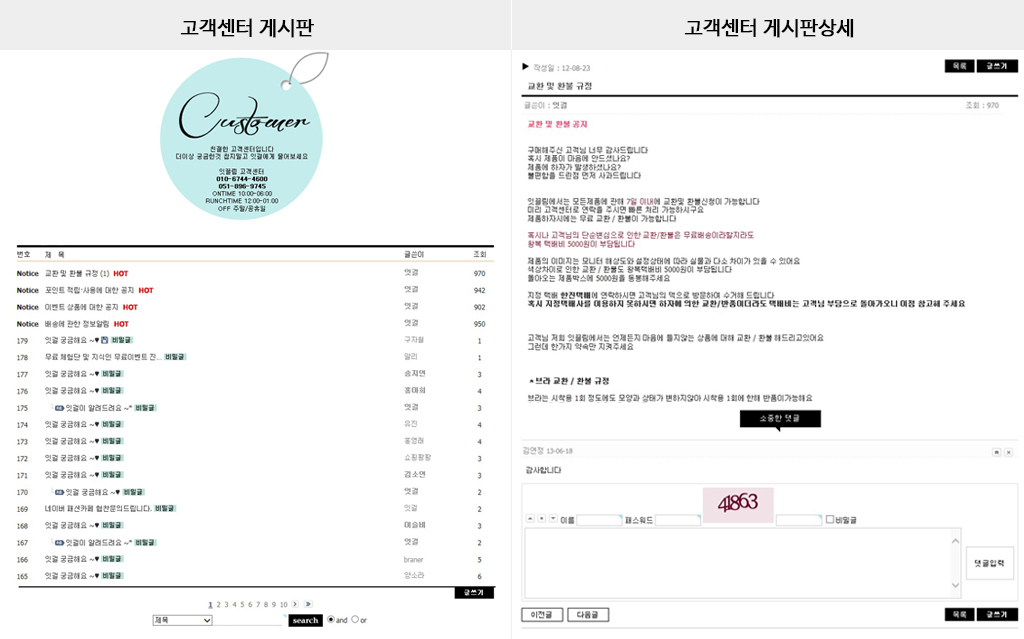 고객센터 게시판
Customer
친절한 고객센터입니다
더이상 궁금한것 참지말고 잇걸에게 물어보세요
잇플림 고객센터
010-6744-4600
051-896-9745
ONTIME 10:00-06:00
RUNCHTIME 12:00-01:00
OFF 주말/공휴일
번호 제 목 글쓴이 조회
Notice 교환 및 환불 규정 (1) HOT 잇걸 970
Notice 포인트 적립·사용에 대한 공지 HOT 잇걸 942
Notice 이벤트 상품에 대한 공지 HOT 잇걸 902
Notice 배송에 관한 정보알림 HOT 잇걸 950
179 잇걸 궁금해요 ~♥ 비밀글 구자설 1
178 무료 체험단 및 지식인 무료이벤트 진... 비밀글 알리 1
177 잇걸 궁금해요 ~♥ 비밀글 송지연 3
176 잇걸 궁금해요 ~♥ 비밀글 홍여희 4
175 잇걸이 알려드려요 ~* 비밀글 잇걸 3
174 잇걸 궁금해요 ~♥ 비밀글 유진 4
173 잇걸 궁금해요 ~♥ 비밀글 홍영래 4
172 잇걸 궁금해요 ~♥ 비밀글 쇼핑퐝퐝 3
171 잇걸 궁금해요 ~♥ 비밀글 검소연 3
170 잇걸 궁금해요 ~♥ 비밀글 잇걸 2
169 네이버 패션카페 협찬문의드립니다. 비밀글 잇걸 2
168 잇걸 궁금해요 ~♥ 비밀글 이슬비 3
167 잇걸이 알려드려요 ~* 비밀글 잇걸 2
166 잇걸 궁금해요 ~♥ 비밀글 braner 5
165 잇걸 궁금해요 ~♥ 비밀글 양소라 6
글쓰기
1 2 3 4 5 6 7 8 9 10
제목 search and or
고객센터 게시판상세
작성일 : 12-08-23 목록 글쓰기
교환 및 환불 규정
글쓴이 : 잇걸 조회 : 970
교환 및 환불 공지
구매해주신 고객님 너무 감사드립니다
혹시 제품이 마음에 안드셨나요?
제품에 하자가 발생하셨나요?
불편함을 드린점 먼저 사과드립니다
잇플림에서는 모든제품에 관해 7일 이내에 교환및 환불신청이 가능합니다
미리 고객센터로 연락을 주시면 빠른 처리 가능하시구요
제품하자시에는 무료 교환 / 환불이 가능합니다
혹시나 고객님의 단순변심으로 인한 교환/환불은 무료배송이라할지라도
왕복 택배비 5000원이 부담됩니다
제품의 이미지는 모니터 해상도와 설정상태에 따라 실물과 다소 차이가 있을 수 있어요
색상차이로 인한 교환 / 환불도 왕복택배비 5000원이 부담됩니다
돌아오는 제품박스에 5000원을 동봉해주세요
지정 택배 한진택배에 연락하시면 고객님의 댁으로 방문하여 수거해 드립니다
혹시 지정택배사를 이용하지 못하시면 하자에 의한 교환/반품이더라도 택배비는 고객님 부담으로 돌아가오니 이점 참고해 주세요
고객님 저희 잇플림에서는 언제든지 마음에 들지않는 상품에 대해 교환 / 환불 해드리고있어요
그런데 한가지 약속만 지켜주세요
▲브라 교환 / 환불 규정
브라는 시착용 1회 정도에도 모양과 상태가 변하지않아 시착용 1회에 한해 반품이가능해요
소중한 댓글
김연정 13-06-18
감사합니다
41863
이름 패스워드 비밀글
댓글입력
이전글 다음글 목록 글쓰기